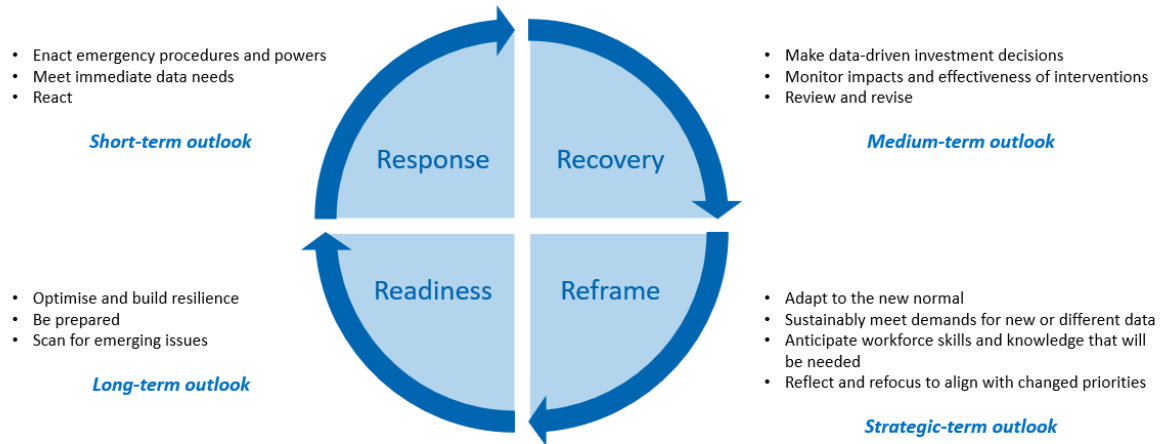 • Enact emergency procedures and powers
• Meet immediate data needs
• React
Short-term outlook
Response
Recovery
• Make data-driven investment decisions
• Monitor impacts and effectiveness of interventions
• Review and revise
Medium-term outlook
• Optimise and build resilience
• Be prepared
• Scan for emerging issues
Long-term outlook
Readiness
Reframe
• Adapt to the new normal
• Sustainably meet demands for new or different data
• Anticipate workforce skills and knowledge that will
be needed
• Reflect and refocus to align with changed priorities
Strategic-term outlook